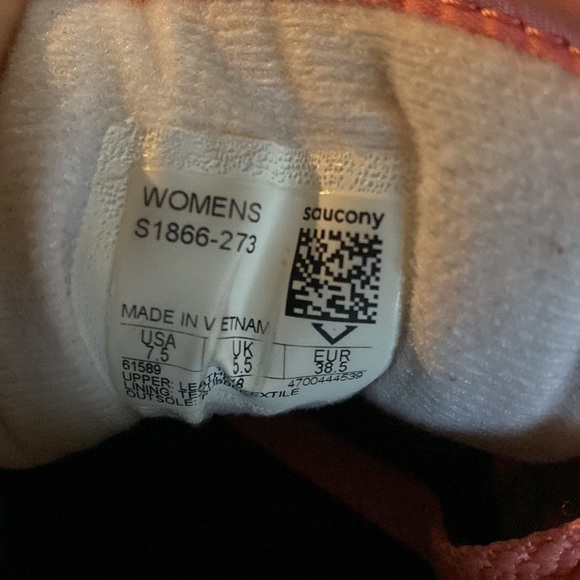 WOMENS
S1866-273
saucony
MADE IN VIETNAM
USA UK EUR
7.5 5.5 38.5
61589 4700444539
UPPER:
LINING:
OUTSOLE: